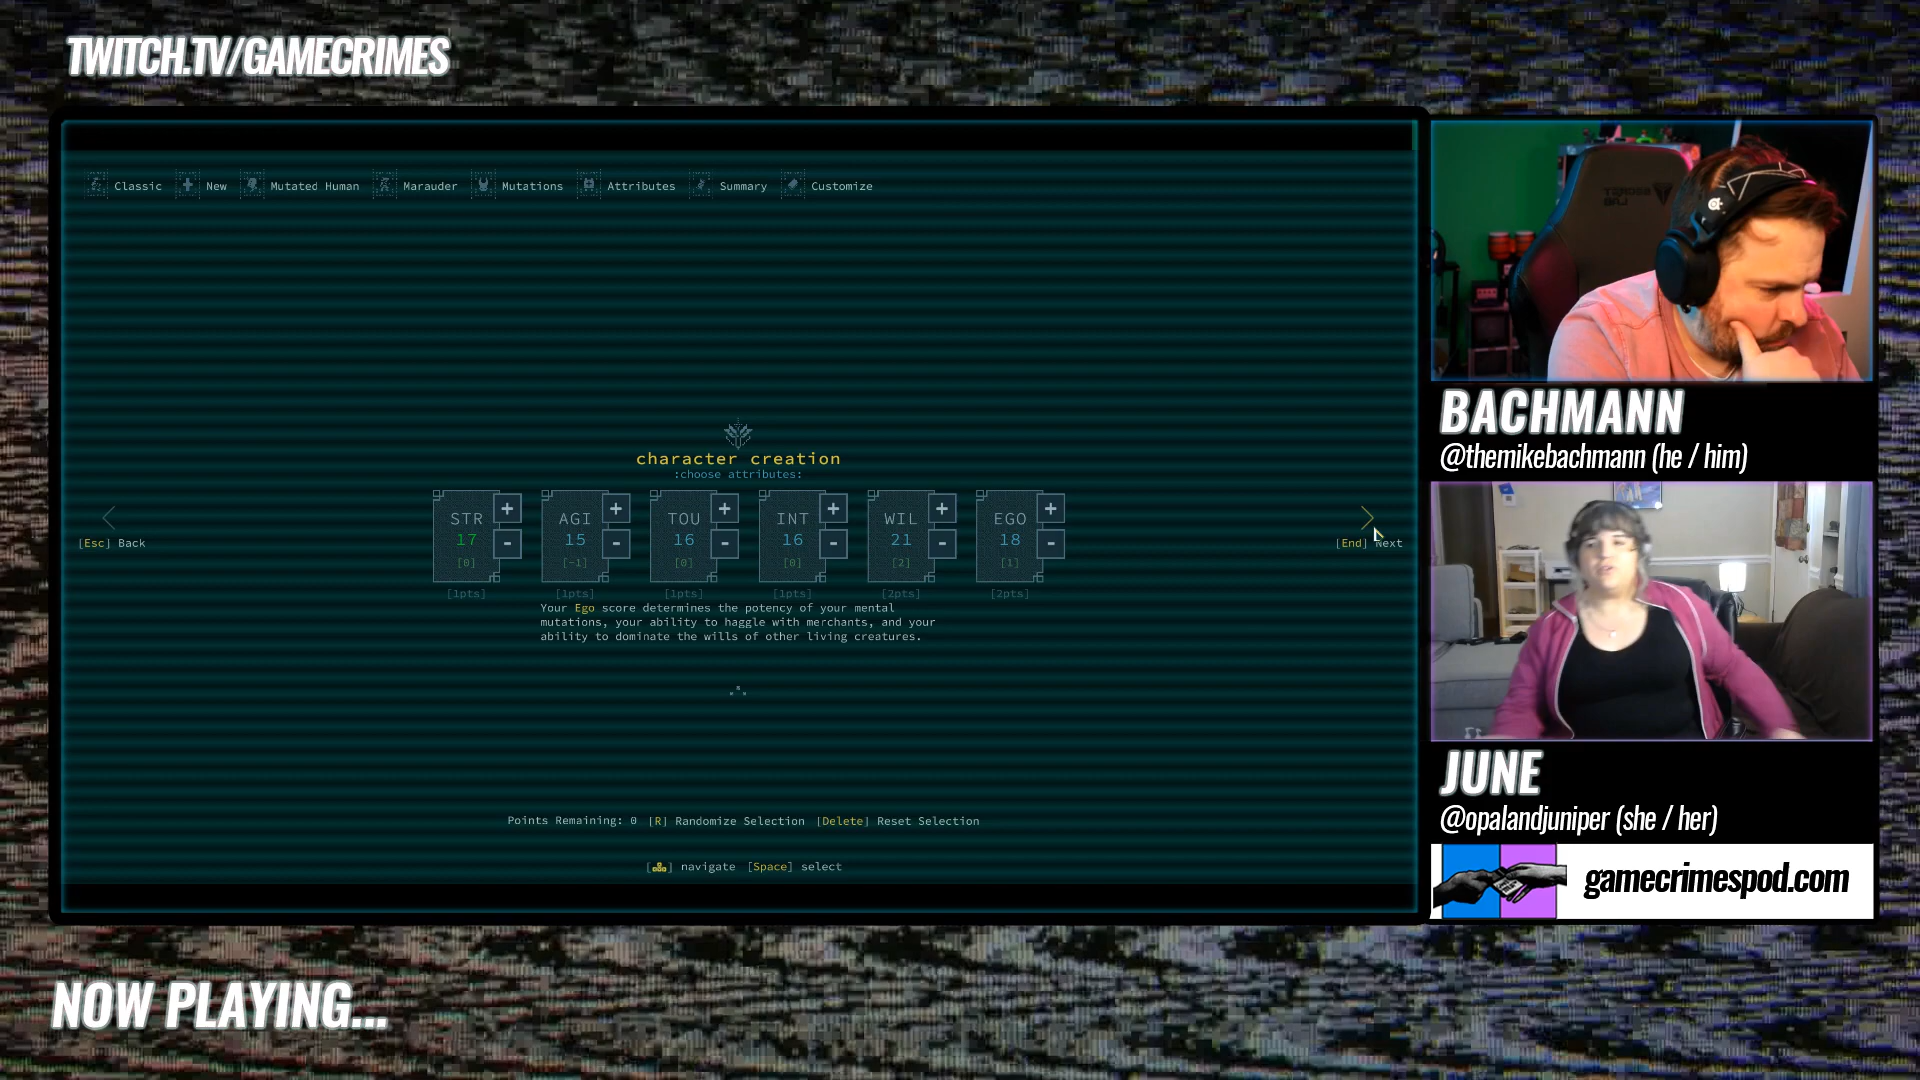 TWITCH.TV/GAMECRIMES
Classic New Mutated Human Marauder Mutations Attributes Summary Customize
character creation
:choose attributes:
STR AGI TOU INT WIL EGO
17 15 16 16 21 18
[0] [-1] [0] [0] [2] [1]
+ + + + + +
- - - - - -
[1pts] [1pts] [1pts] [1pts] [2pts] [2pts]
[Esc] Back
[End] Next
Your Ego score determines the potency of your mental
mutations, your ability to haggle with merchants, and your
ability to dominate the wills of other living creatures.
Points Remaining: 0 [R] Randomize Selection [Delete] Reset Selection
navigate [Space] select
BACHMANN
@themikebachmann (he / him)
JUNE
@opalandjuniper (she / her)
gamecrimespod.com
NOW PLAYING...